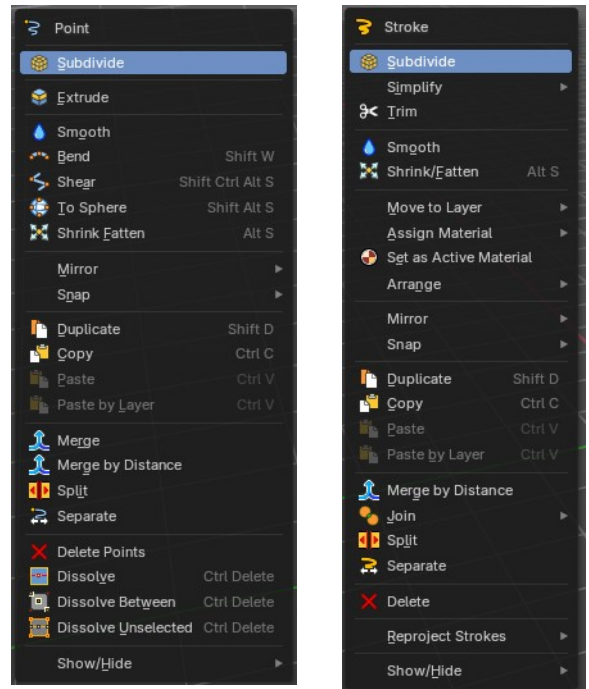 Point
Subdivide
Extrude
Smooth
Bend Shift W
Shear Shift Ctrl Alt S
To Sphere Shift Alt S
Shrink Fatten Alt S
Mirror
Snap
Duplicate Shift D
Copy Ctrl C
Paste Ctrl V
Paste by Layer Ctrl V
Merge
Merge by Distance
Split
Separate
Delete Points
Dissolve Ctrl Delete
Dissolve Between Ctrl Delete
Dissolve Unselected Ctrl Delete
Show/Hide
Stroke
Subdivide
Simplify
Trim
Smooth
Shrink/Fatten Alt S
Move to Layer
Assign Material
Set as Active Material
Arrange
Mirror
Snap
Duplicate Shift D
Copy Ctrl C
Paste Ctrl V
Paste by Layer Ctrl V
Merge by Distance
Join
Split
Separate
Delete
Reproject Strokes
Show/Hide